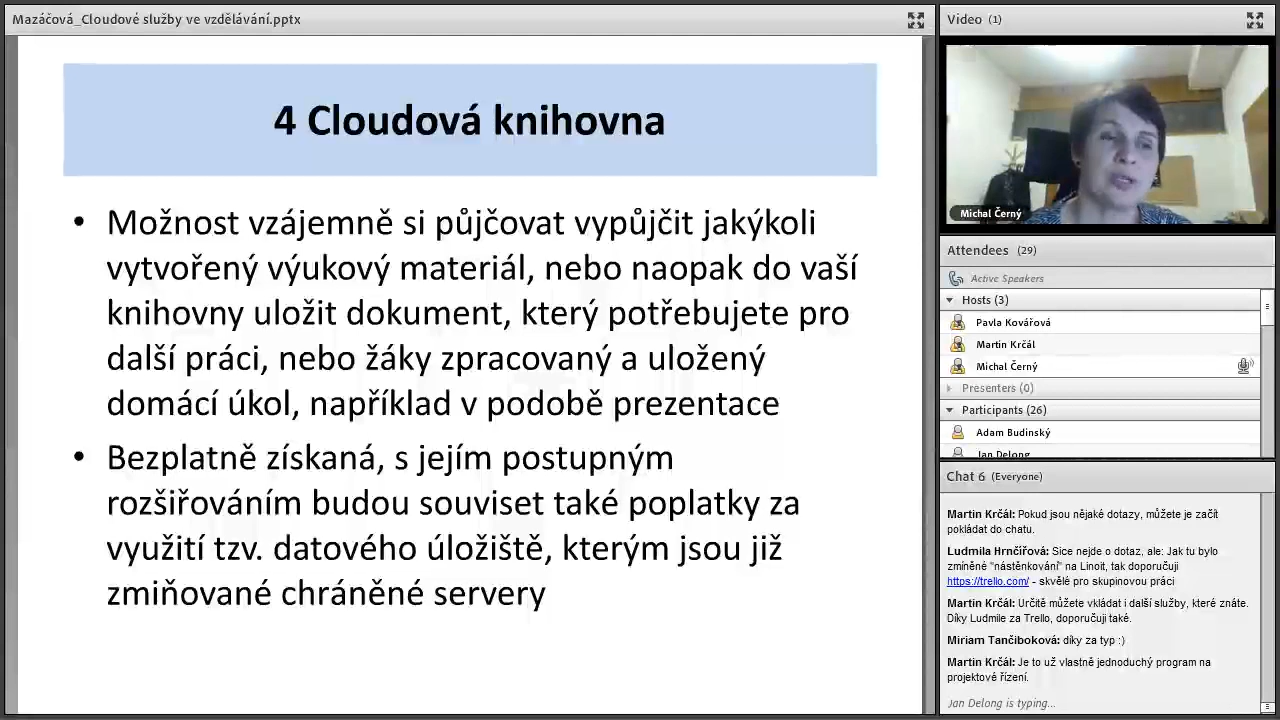 Mazáčová_Cloudové služby ve vzdělávání.pptx
4 Cloudová knihovna
• Možnost vzájemně si půjčovat vypůjčit jakýkoli
vytvořený výukový materiál, nebo naopak do vaší
knihovny uložit dokument, který potřebujete pro
další práci, nebo žáky zpracovaný a uložený
domácí úkol, například v podobě prezentace
• Bezplatně získaná, s jejím postupným
rozšiřováním budou souviset také poplatky za
využití tzv. datového úložiště, kterým jsou již
zmiňované chráněné servery
Video (1)
Michal Černý
Attendees (29)
Active Speakers
Hosts (3)
Pavla Kovářová
Martin Krčál
Michal Černý
Presenters (0)
Participants (26)
Adam Budinský
Jan Delong
Chat 6 (Everyone)
Martin Krčál: Pokud jsou nějaké dotazy, můžete je začít
pokládat do chatu.
Ludmila Hrnčířová: Sice nejde o dotaz, ale: Jak tu bylo
zmíněné "nástěnkování" na Linoit, tak doporučuji
https://trello.com/ - skvělé pro skupinovou práci
Martin Krčál: Určitě můžete vkládat i další služby, které znáte.
Díky Ludmile za Trello, doporučuji také.
Miriam Tančiboková: díky za typ :)
Martin Krčál: Je to už vlastně jednoduchý program na
projektové řízení.
Jan Delong is typing...